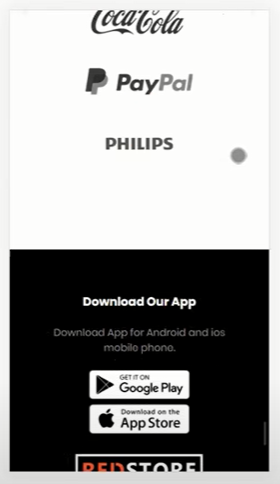 Coca-Cola
PayPal
PHILIPS
Download Our App
Download App for Android and ios
mobile phone.
GET IT ON
Google Play
Download on the
App Store
REDSTORE